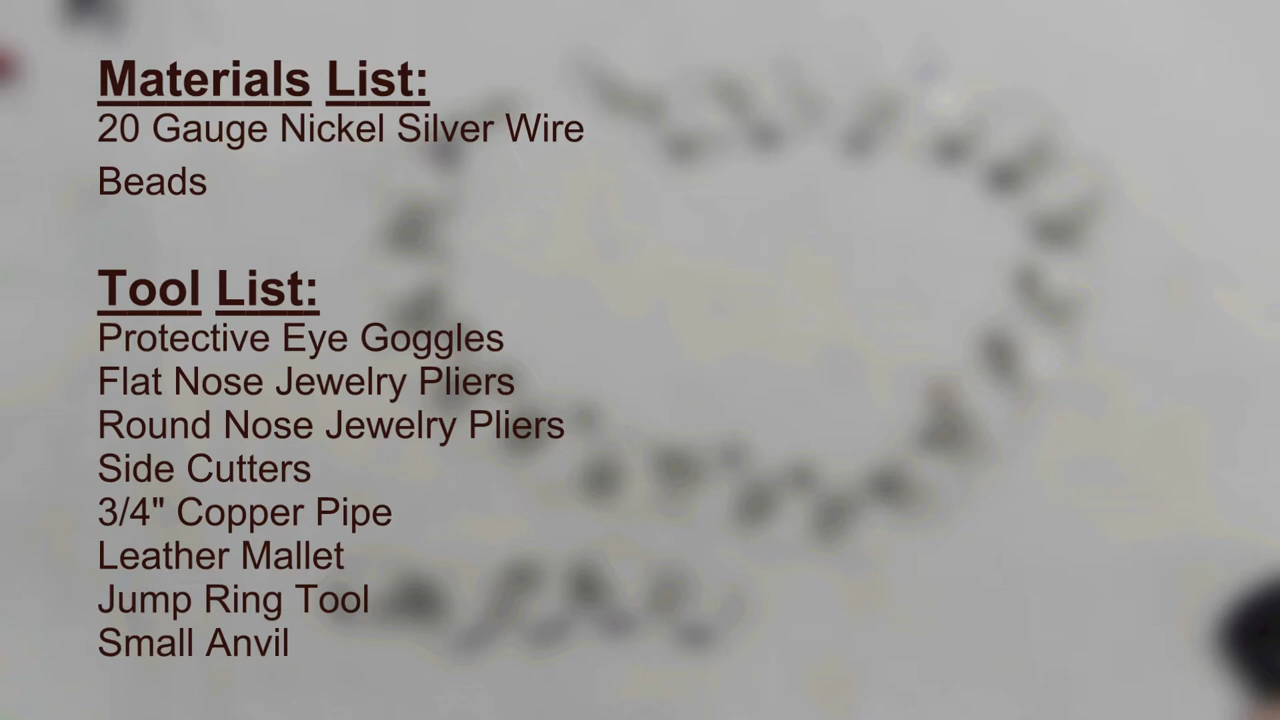 Materials List:
20 Gauge Nickel Silver Wire
Beads
Tool List:
Protective Eye Goggles
Flat Nose Jewelry Pliers
Round Nose Jewelry Pliers
Side Cutters
3/4" Copper Pipe
Leather Mallet
Jump Ring Tool
Small Anvil